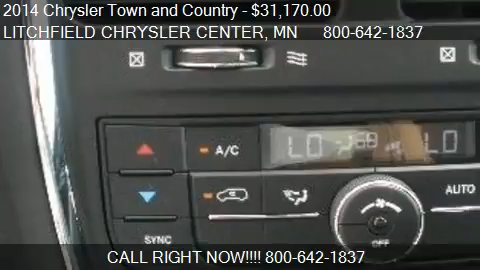 2014 Chrysler Town and Country - $31,170.00
LITCHFIELD CHRYSLER CENTER, MN 800-642-1837
A/C
LO
LO
AUTO
SYNC
OFF
CALL RIGHT NOW!!!! 800-642-1837